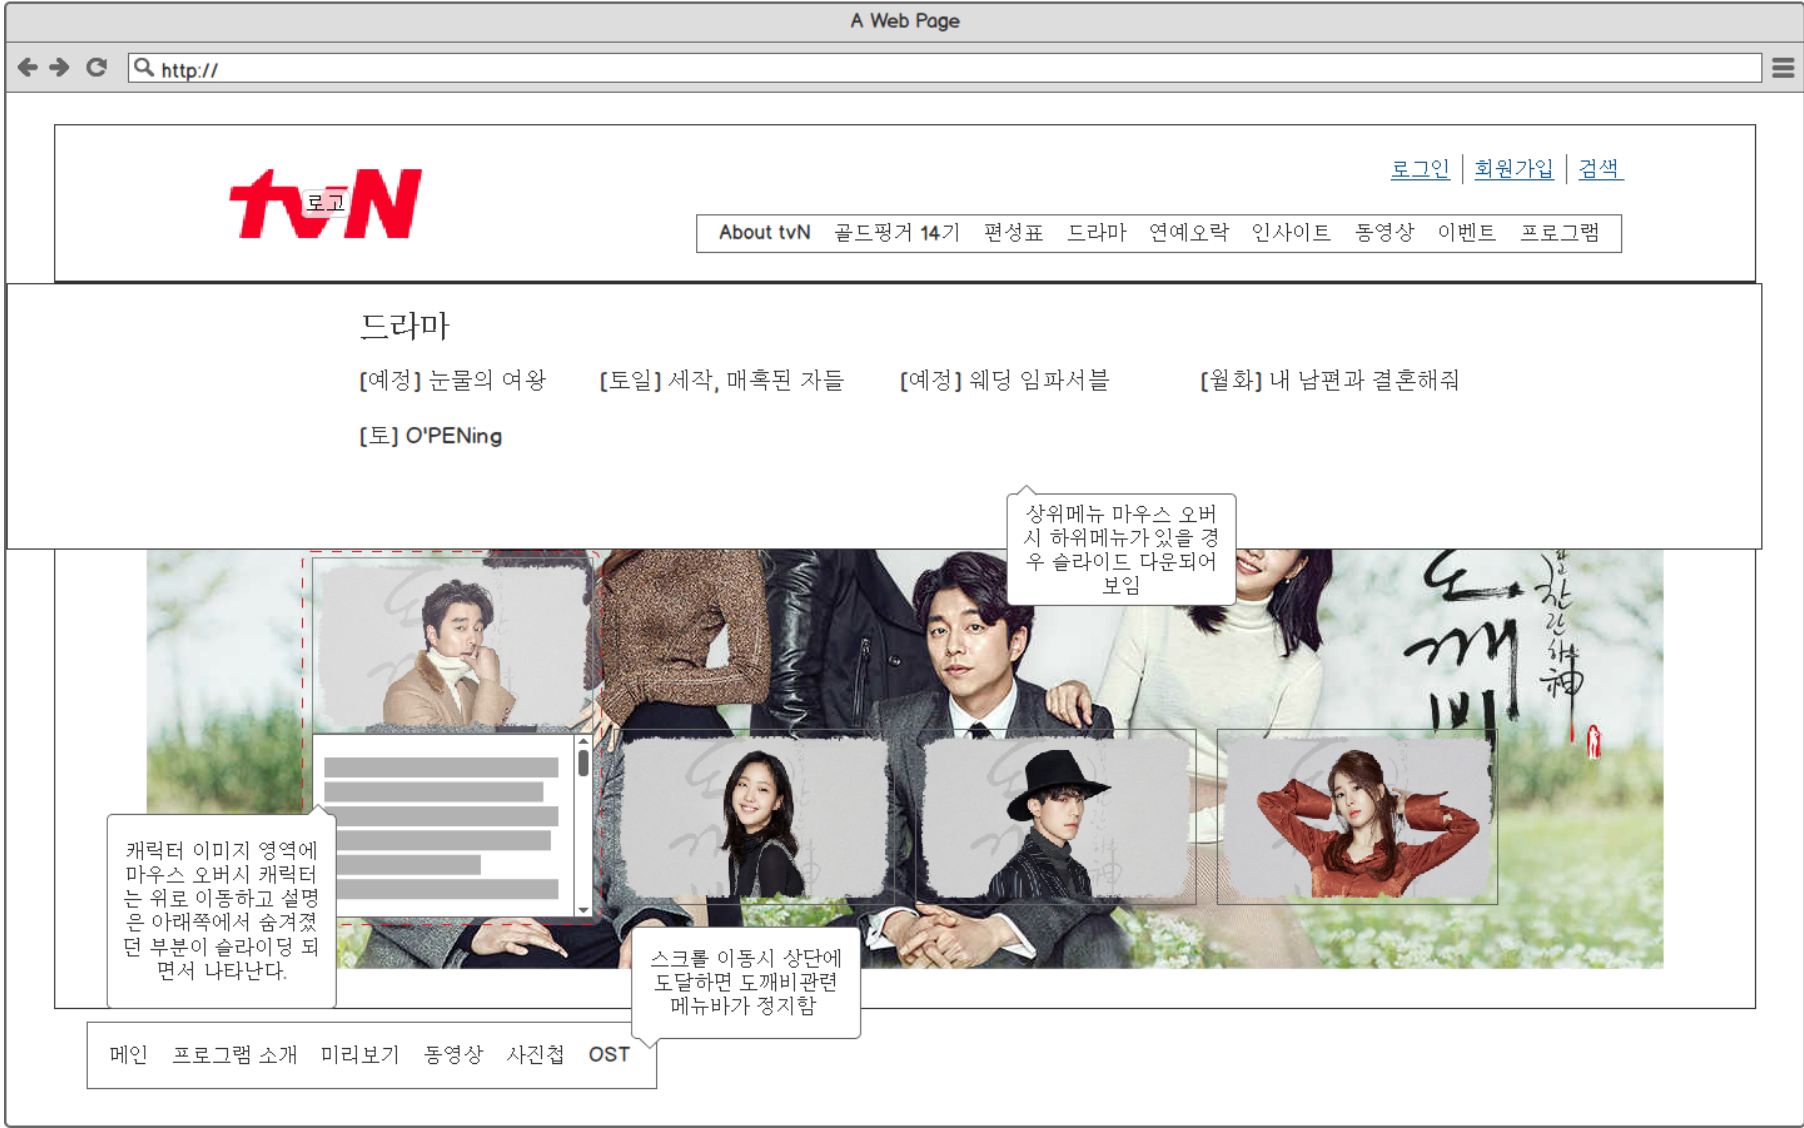 A Web Page
http://
tvN
로고
로그인 회원가입 검색
About tvN 골드핑거 14기 편성표 드라마 연예오락 인사이트 동영상 이벤트 프로그램
드라마
[예정] 눈물의 여왕 [토일] 세작, 매혹된 자들 [예정] 웨딩 임파서블 [월화] 내 남편과 결혼해줘
[토] O'PENing
상위메뉴 마우스 오버
시 하위메뉴가 있을 경
우 슬라이드 다운되어
보임
도깨비
찬란하神
캐릭터 이미지 영역에
마우스 오버시 캐릭터
는 위로 이동하고 설명
은 아래쪽에서 숨겨졌
던 부분이 슬라이딩 되
면서 나타난다.
스크롤 이동시 상단에
도달하면 도깨비관련
메뉴바가 정지함
메인 프로그램 소개 미리보기 동영상 사진첩 OST